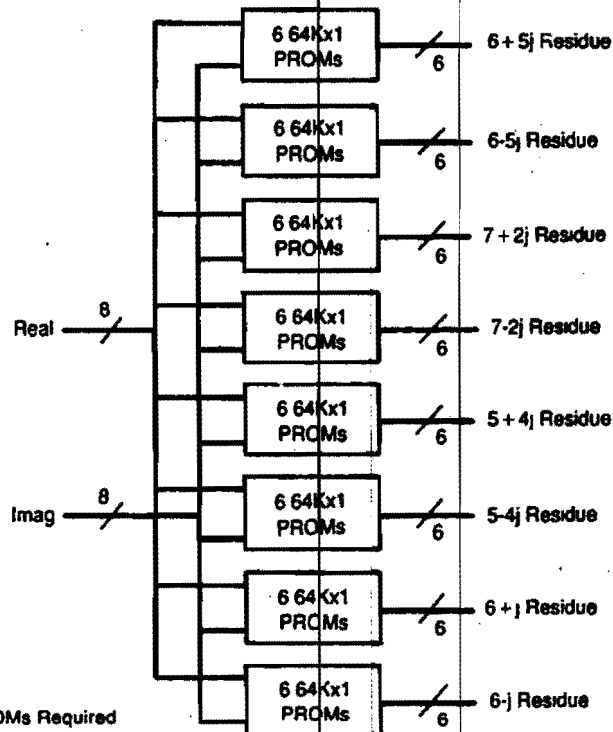 6 64Kx1
PROMs
6
6 + 5j Residue
6 64Kx1
PROMs
6
6-5j Residue
6 64Kx1
PROMs
6
7 + 2j Residue
Real
8
6 64Kx1
PROMs
6
7-2j Residue
6 64Kx1
PROMs
6
5 + 4j Residue
Imag
8
6 64Kx1
PROMs
6
5-4j Residue
6 64Kx1
PROMs
6
6 + j Residue
6 64Kx1
PROMs
6
6-j Residue
Required